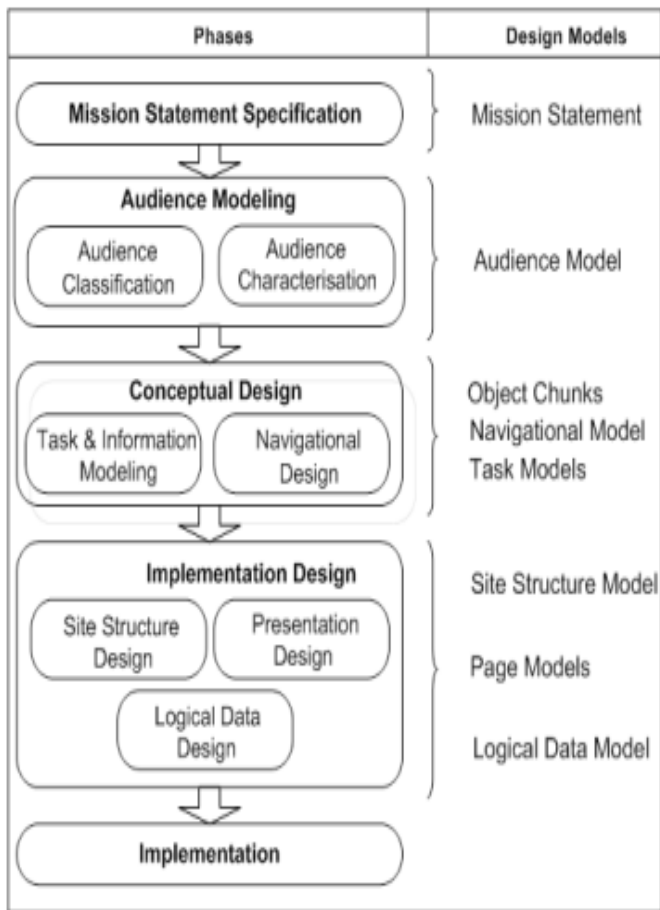 Phases
Design Models
Mission Statement Specification
Mission Statement
Audience Modeling
Audience
Classification
Audience
Characterisation
Audience Model
Conceptual Design
Task & Information
Modeling
Navigational
Design
Object Chunks
Navigational Model
Task Models
Implementation Design
Site Structure
Design
Presentation
Design
Logical Data
Design
Site Structure Model
Page Models
Logical Data Model
Implementation